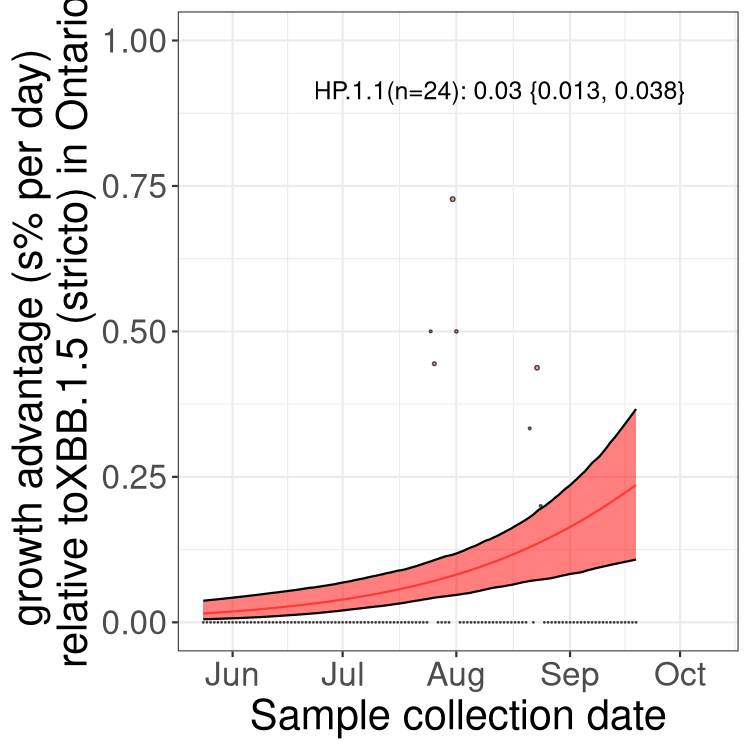 growth advantage (s% per day)
relative toXBB.1.5 (stricto) in Ontario
1.00
0.75
0.50
0.25
0.00
HP.1.1(n=24): 0.03 {0.013, 0.038}
Jun Jul Aug Sep Oct
Sample collection date